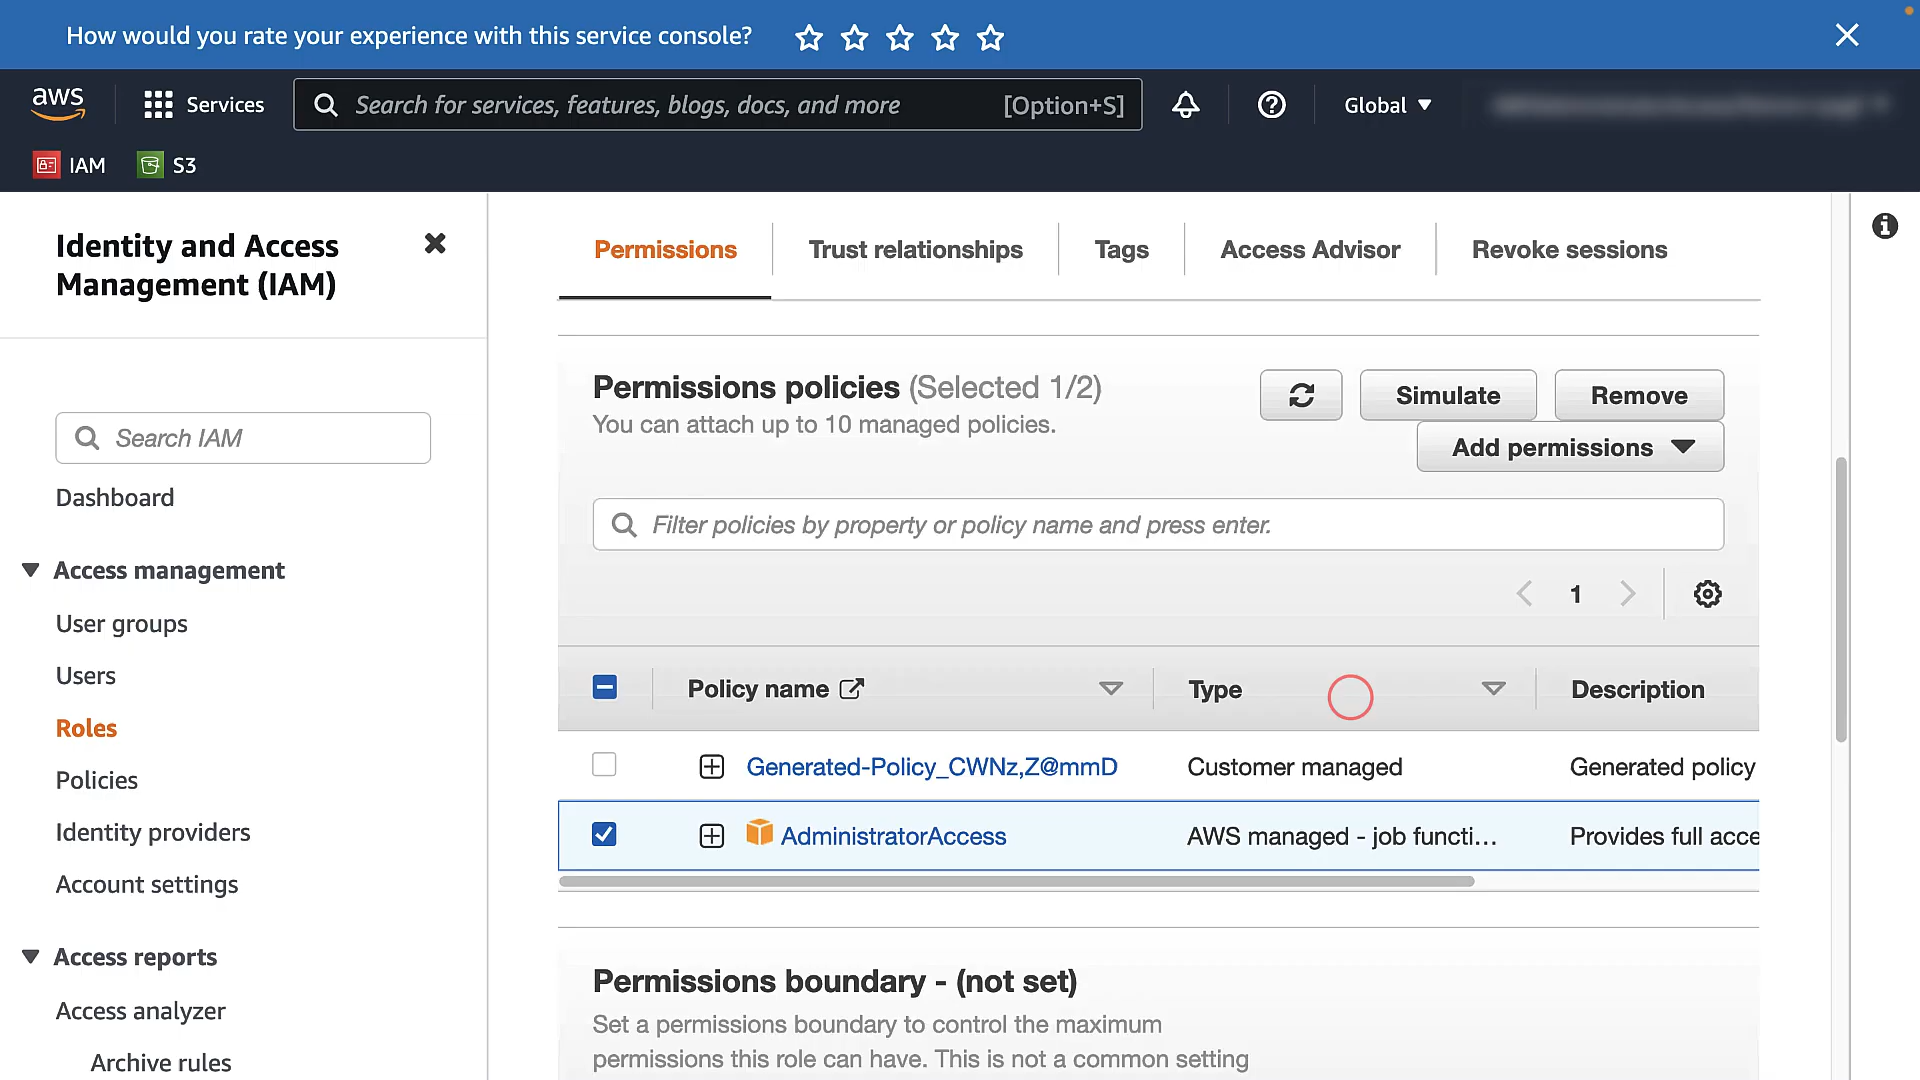 How would you rate your experience with this service console?
aws
Services
Search for services, features, blogs, docs, and more [Option+S]
Global
IAM
S3
Identity and Access
Management (IAM)
Search IAM
Dashboard
Access management
User groups
Users
Roles
Policies
Identity providers
Account settings
Access reports
Access analyzer
Archive rules
Permissions
Trust relationships
Tags
Access Advisor
Revoke sessions
Permissions policies (Selected 1/2)
You can attach up to 10 managed policies.
Simulate
Remove
Add permissions
Filter policies by property or policy name and press enter.
1
Policy name
Type
Description
Generated-Policy_CWNz,Z@mmD
Customer managed
Generated policy
AdministratorAccess
AWS managed - job functi...
Provides full acce
Permissions boundary - (not set)
Set a permissions boundary to control the maximum
permissions this role can have. This is not a common setting